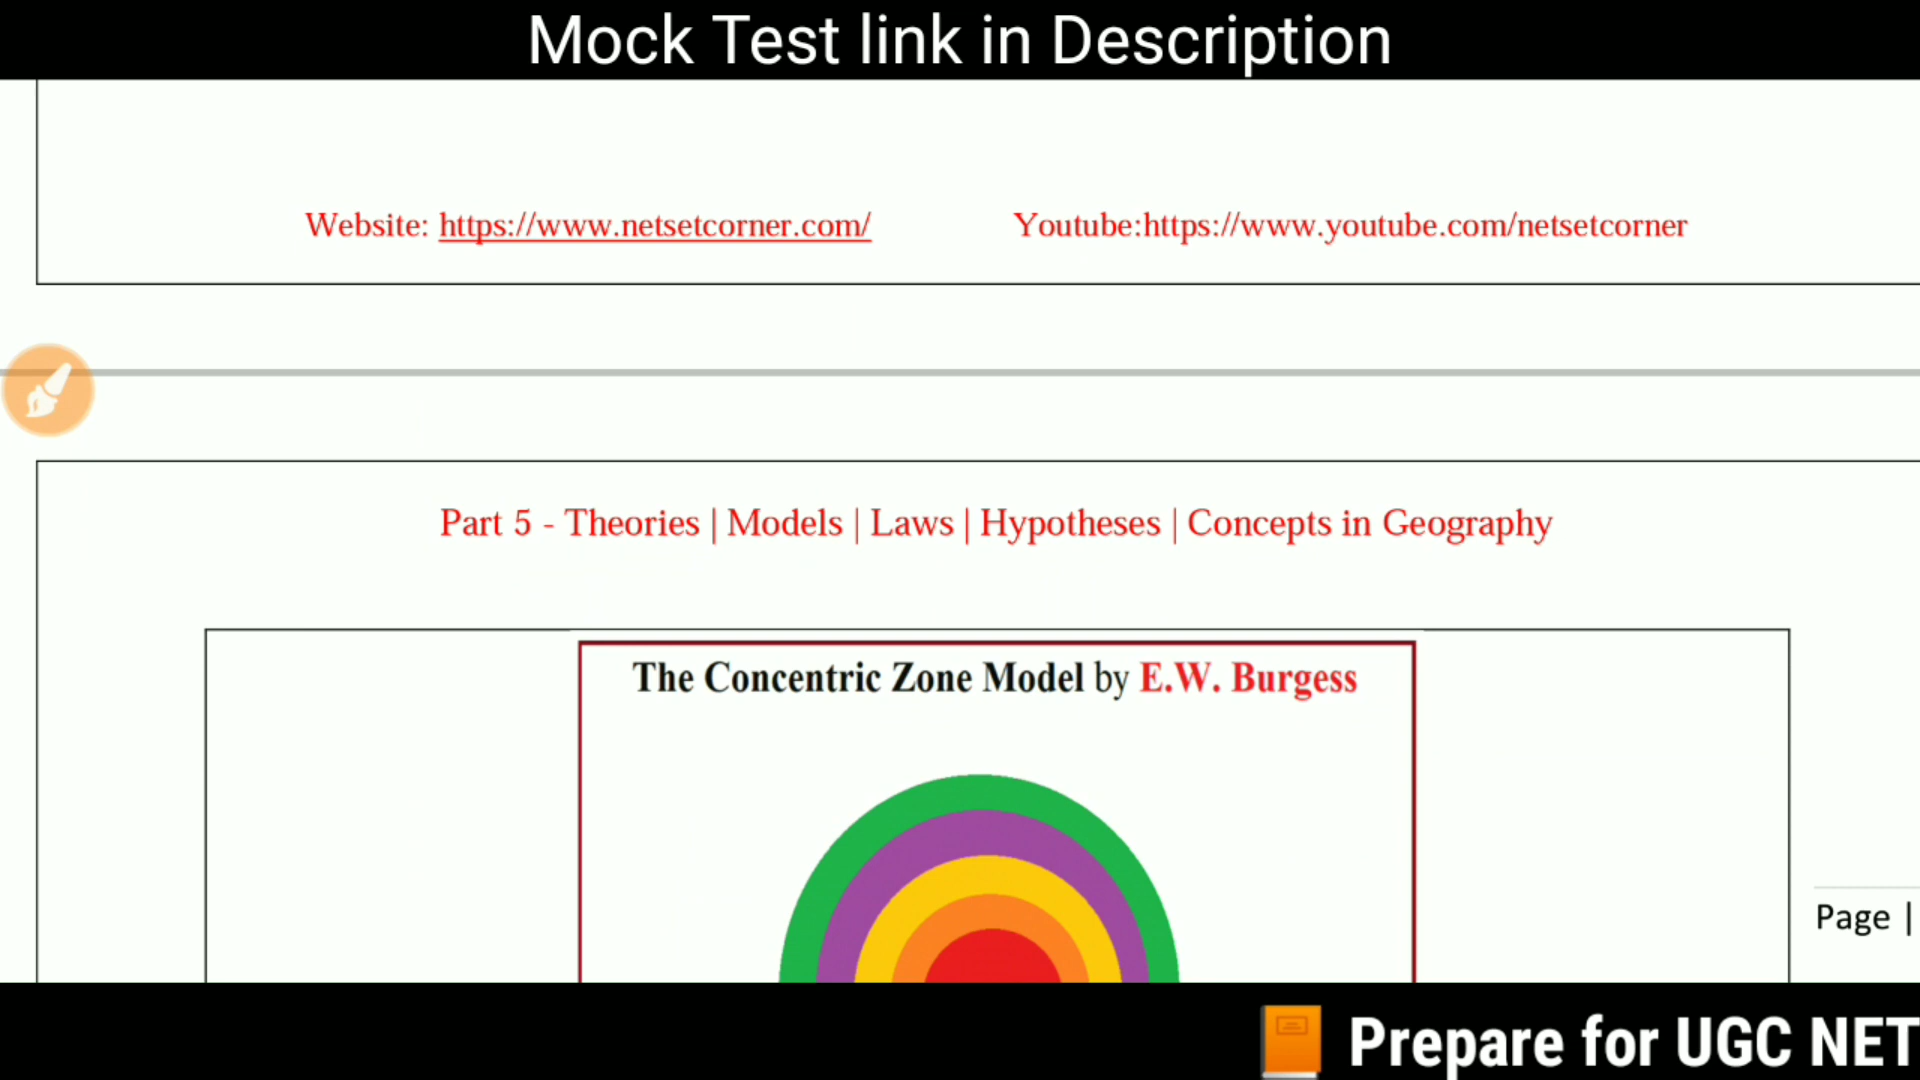 Mock Test link in Description
Website: https://www.netsetcorner.com/ Youtube:https://www.youtube.com/netsetcorner
Part 5 - Theories | Models | Laws | Hypotheses | Concepts in Geography
The Concentric Zone Model by E.W. Burgess
Page |
Prepare for UGC NET